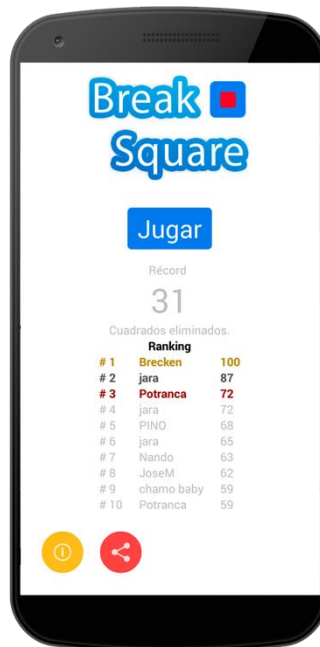 Break
Square
Jugar
Récord
31
Cuadrados eliminados.
Ranking
# 1 Brecken 100
# 2 jara 87
# 3 Potranca 72
# 4 jara 72
# 5 PINO 68
# 6 jara 65
# 7 Nando 63
# 8 JoseM 62
# 9 chamo baby 59
# 10 Potranca 59